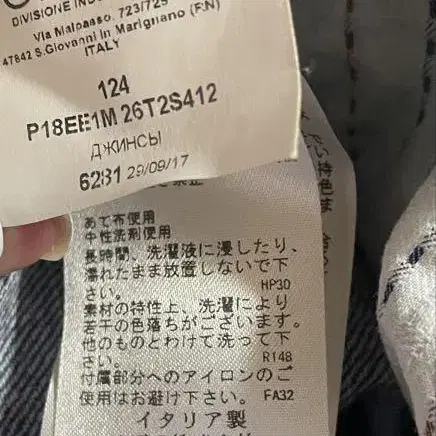 DIVISIONE
Via Malpasso, 723/725
47842 S.Giovanni in Marignano (F:N)
ITALY
124
P18EE1M 26T2S412
ДЖИНСЫ
6281 29/09/17
あて布使用
中性洗剤使用
長時間、洗濯液に浸したり、
濡れたまま放置しないで下
さい。 HP30
素材の特性上、洗濯により
若干の色落ちがございます。
他のものとわけて洗って下
さい。 R148
付属部分へのアイロンのご
使用はお避け下さい。 FA32
イタリア製